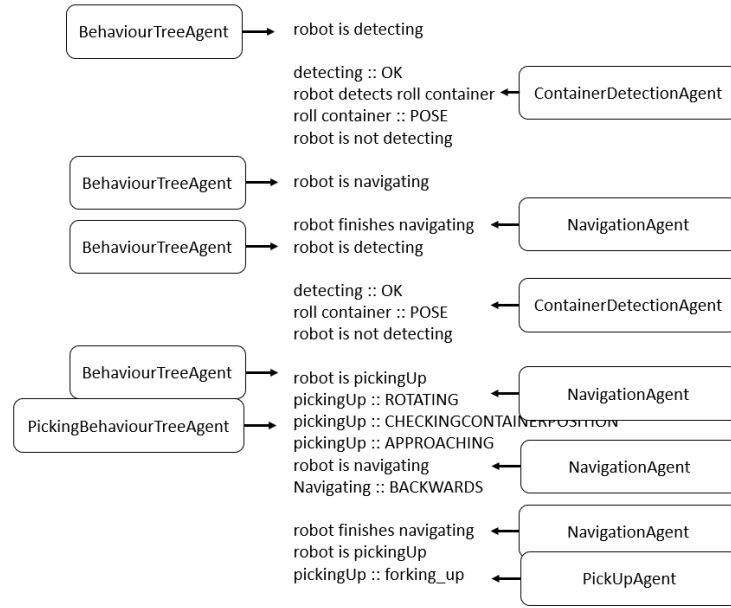 BehaviourTreeAgent
robot is detecting
detecting :: OK
robot detects roll container
ContainerDetectionAgent
roll container :: POSE
robot is not detecting
BehaviourTreeAgent
robot is navigating
robot finishes navigating
NavigationAgent
BehaviourTreeAgent
robot is detecting
detecting :: OK
roll container :: POSE
ContainerDetectionAgent
robot is not detecting
BehaviourTreeAgent
robot is pickingUp
pickingUp :: ROTATING
NavigationAgent
PickingBehaviourTreeAgent
pickingUp :: CHECKINGCONTAINERPOSITION
pickingUp :: APPROACHING
robot is navigating
NavigationAgent
Navigating :: BACKWARDS
robot finishes navigating
NavigationAgent
robot is pickingUp
pickingUp :: forking_up
PickUpAgent